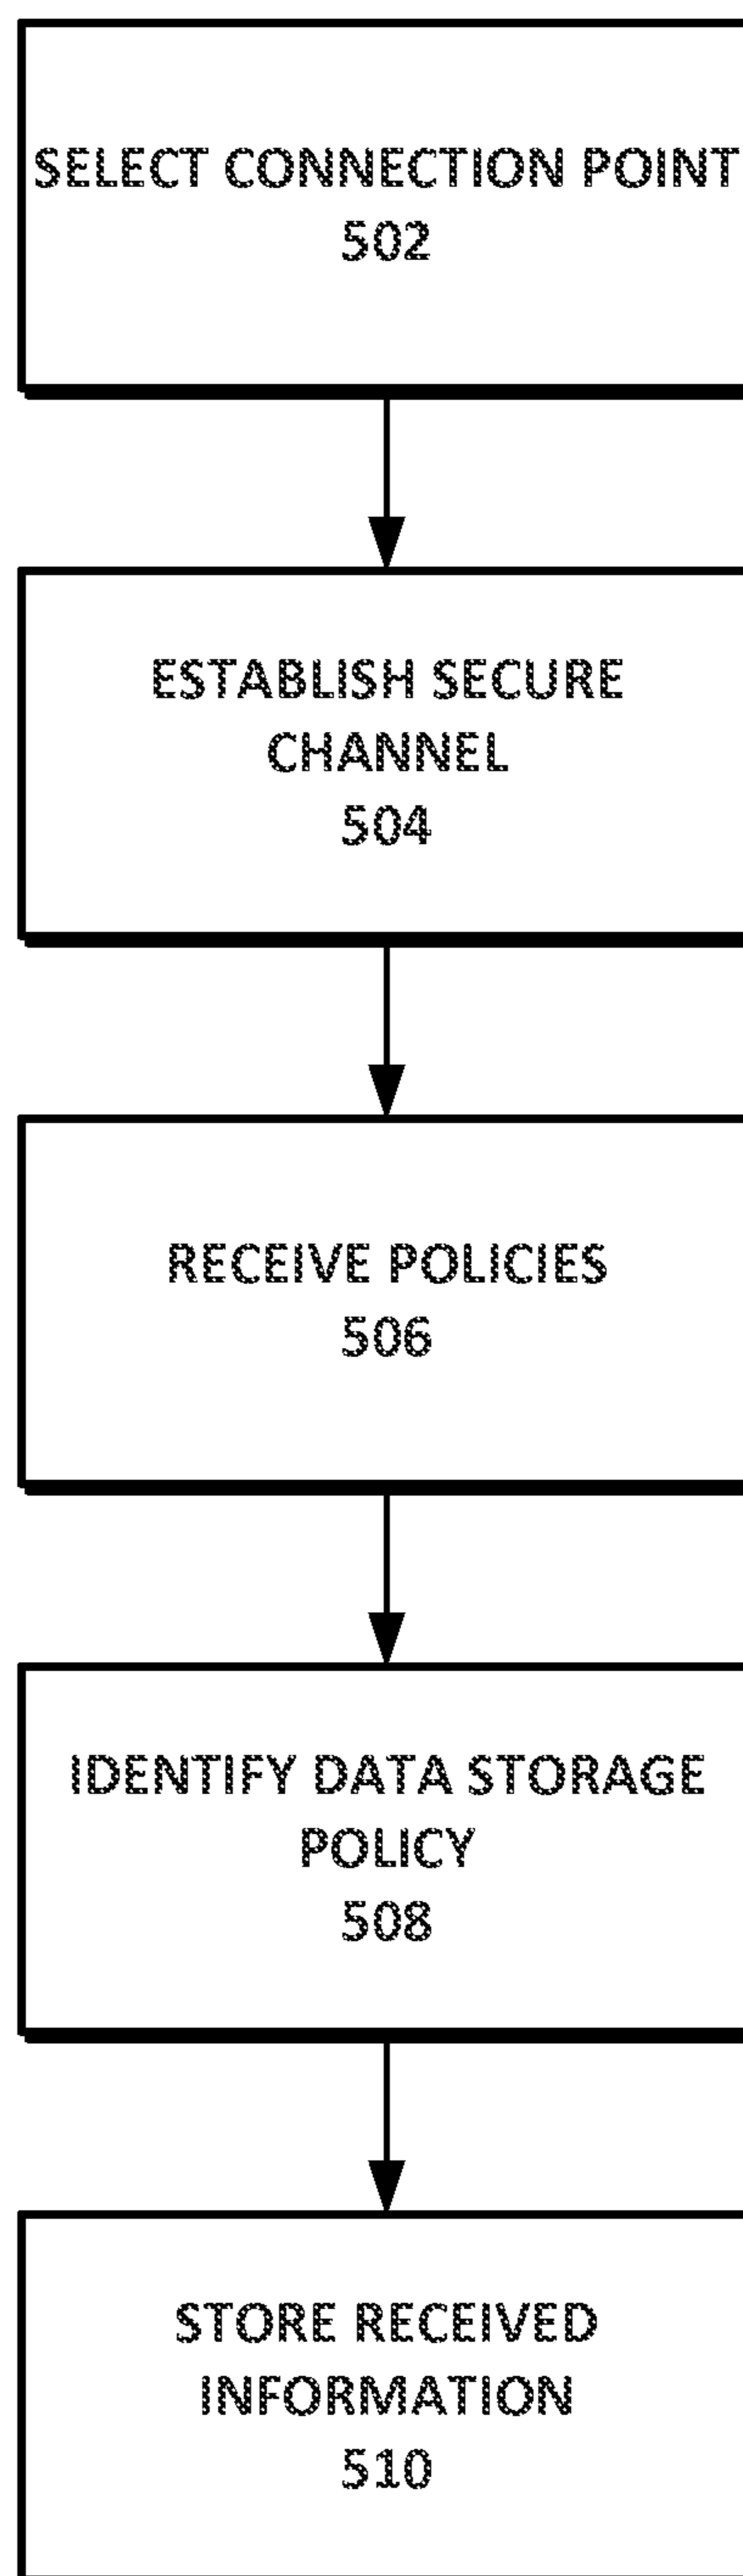 SELECT CONNECTION POINT
502
ESTABLISH SECURE
CHANNEL
504
RECEIVE POLICIES
506
IDENTIFY DATA STORAGE
POLICY
508
STORE RECEIVED
INFORMATION
510